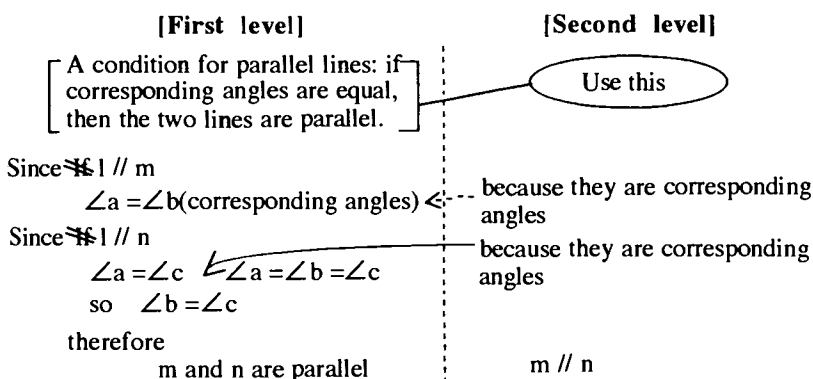 [First level] [Second level]
A condition for parallel lines: if
corresponding angles are equal,
then the two lines are parallel.
Use this
Since If l // m
∠a =∠b(corresponding angles)
because they are corresponding
angles
Since If l // n
because they are corresponding
angles
∠a =∠c ∠a =∠b =∠c
so ∠b =∠c
therefore
m and n are parallel
m // n